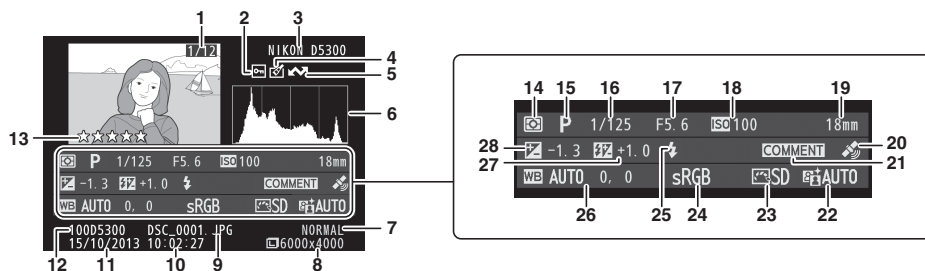 1 2 3
1/12 NIKON D5300
4
5
6
13
P 1/125 F5.6 ISO 100 18mm
-1.3 +1.0 COMMENT
WB AUTO 0, 0 sRGB SD AUTO
100D5300 DSC_0001.JPG NORMAL
15/10/2013 10:02:27 6000x4000
7
12 11 10 9 8
14 15 16 17 18 19
P 1/125 F5.6 ISO 100 18mm
28 -1.3 +1.0 COMMENT 20
27 21
WB AUTO 0, 0 sRGB SD AUTO
26 25 24 23 22